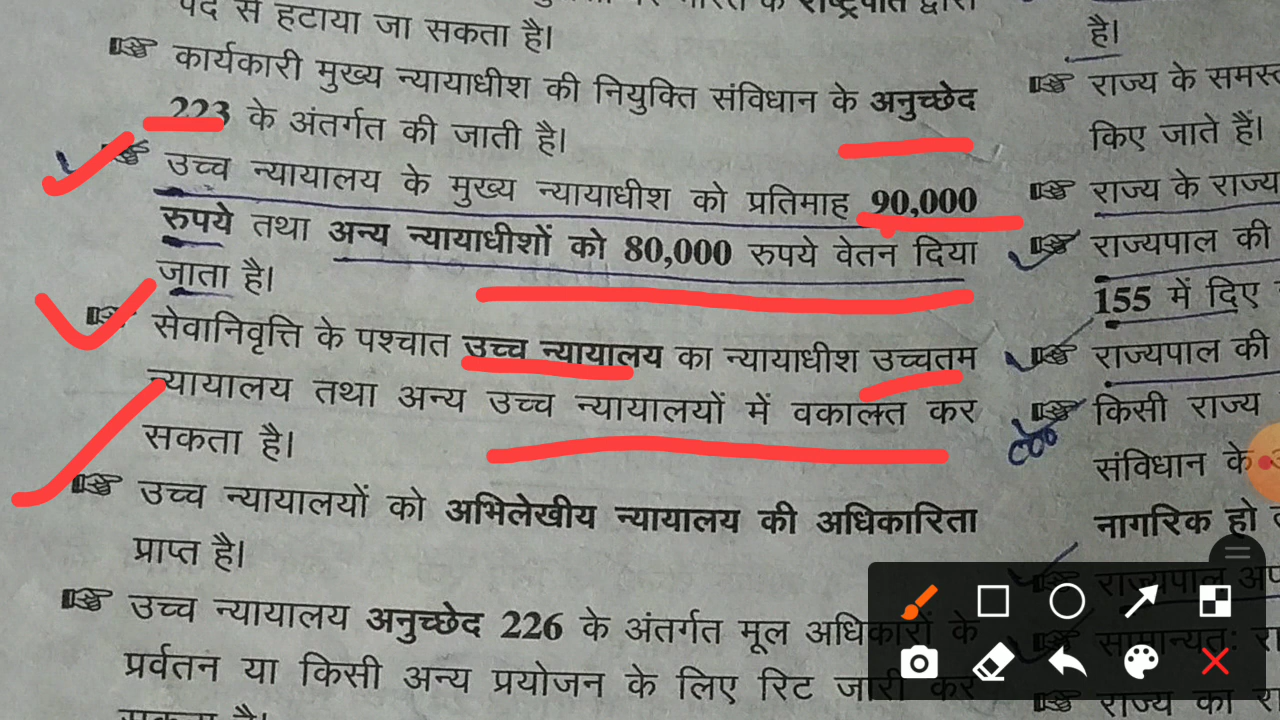 पद से हटाया जा सकता है।
कार्यकारी मुख्य न्यायाधीश की नियुक्ति संविधान के अनुच्छेद
223 के अंतर्गत की जाती है।
उच्च न्यायालय के मुख्य न्यायाधीश को प्रतिमाह 90,000
रुपये तथा अन्य न्यायाधीशों को 80,000 रुपये वेतन दिया
जाता है।
सेवानिवृत्ति के पश्चात उच्च न्यायालय का न्यायाधीश उच्चतम
न्यायालय तथा अन्य उच्च न्यायालयों में वकालत कर
सकता है।
उच्च न्यायालयों को अभिलेखीय न्यायालय की अधिकारिता
प्राप्त है।
उच्च न्यायालय अनुच्छेद 226 के अंतर्गत मूल अधिकारों के
प्रर्वतन या किसी अन्य प्रयोजन के लिए रिट जारी कर
है।
राज्य के समस्त
किए जाते हैं।
राज्य के राज्य
राज्यपाल की
155 में दिए
राज्यपाल की
किसी राज्य
संविधान के
नागरिक हो
राज्यपाल अप
सामान्यत: रा
राज्य का रा